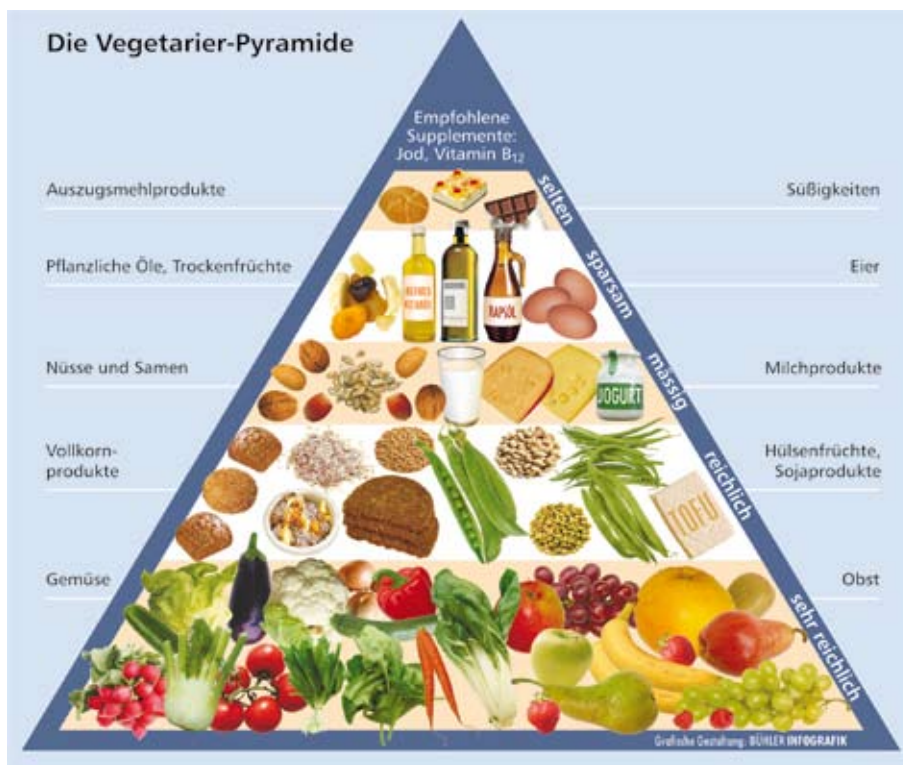 Die Vegetarier-Pyramide
Empfohlene
Supplemente:
Jod, Vitamin B12
Auszugsmehlprodukte
selten
Süßigkeiten
Pflanzliche Öle, Trockenfrüchte
sparsam
Eier
RAPSÖL
Nüsse und Samen
mässig
Milchprodukte
JOGURT
Vollkorn-
produkte
reichlich
Hülsenfrüchte,
Sojaprodukte
TOFU
Gemüse
sehr reichlich
Obst
Grafische Gestaltung: BÜHLER INFOGRAFIK